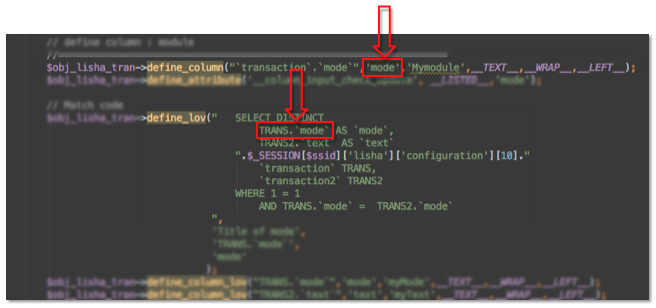 // define column : module
//==================================================
$obj_lisha_tran->define_column("`transaction`.`mode`",'mode','Mymodule',__TEXT__,__WRAP__,__LEFT__);
$obj_lisha_tran->define_attribute('__column_input_check_update', __LISTED__,'mode');
// Match code
$obj_lisha_tran->define_lov(" SELECT DISTINCT
TRANS.`mode` AS `mode`,
TRANS2.`text` AS `text`
".$_SESSION[$ssid]['lisha']['configuration'][10]."
`transaction` TRANS,
`transaction2` TRANS2
WHERE 1 = 1
AND TRANS.`mode` = TRANS2.`mode`
",
'Title of mode',
'TRANS.`mode`',
'mode'
);
$obj_lisha_tran->define_column_lov("TRANS.`mode`",'mode','myMode',__TEXT__,__WRAP__,__LEFT__);
$obj_lisha_tran->define_column_lov("TRANS2.`text`",'text','myText',__TEXT__,__WRAP__,__LEFT__);